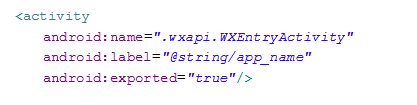 <activity
android:name=".wxapi.WXEntryActivity"
android:label="@string/app_name"
android:exported="true"/>